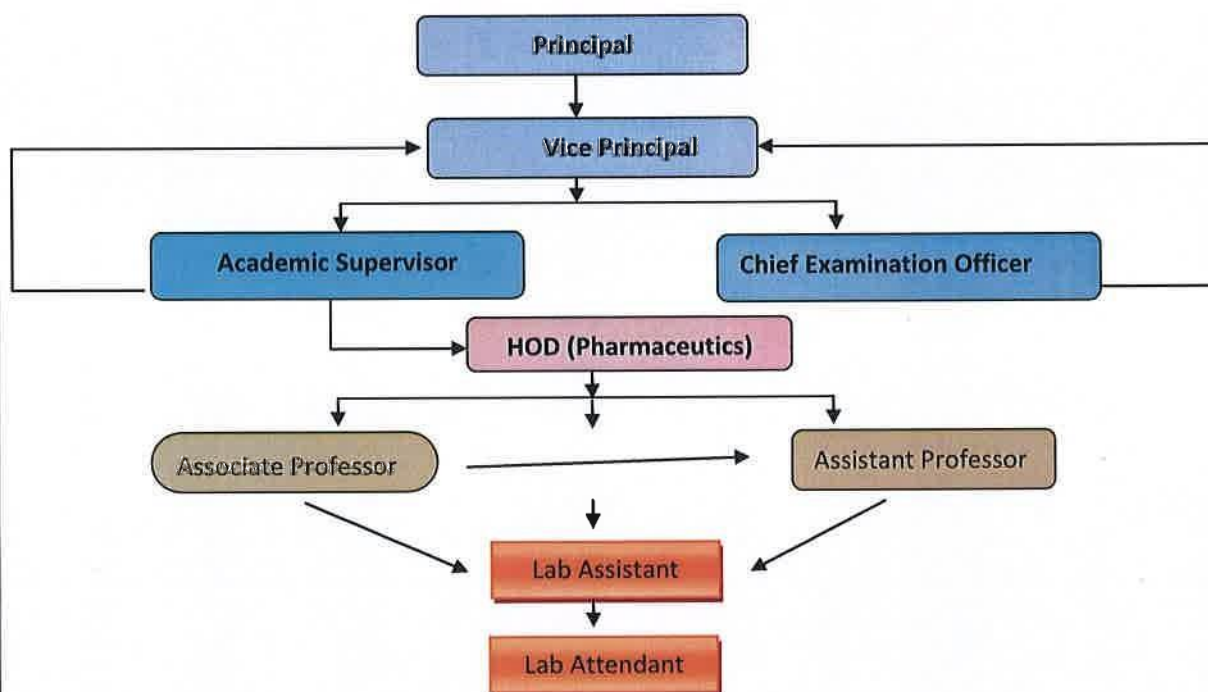 Principal
Vice Principal
Academic Supervisor
Chief Examination Officer
HOD (Pharmaceutics)
Associate Professor
Assistant Professor
Lab Assistant
Lab Attendant